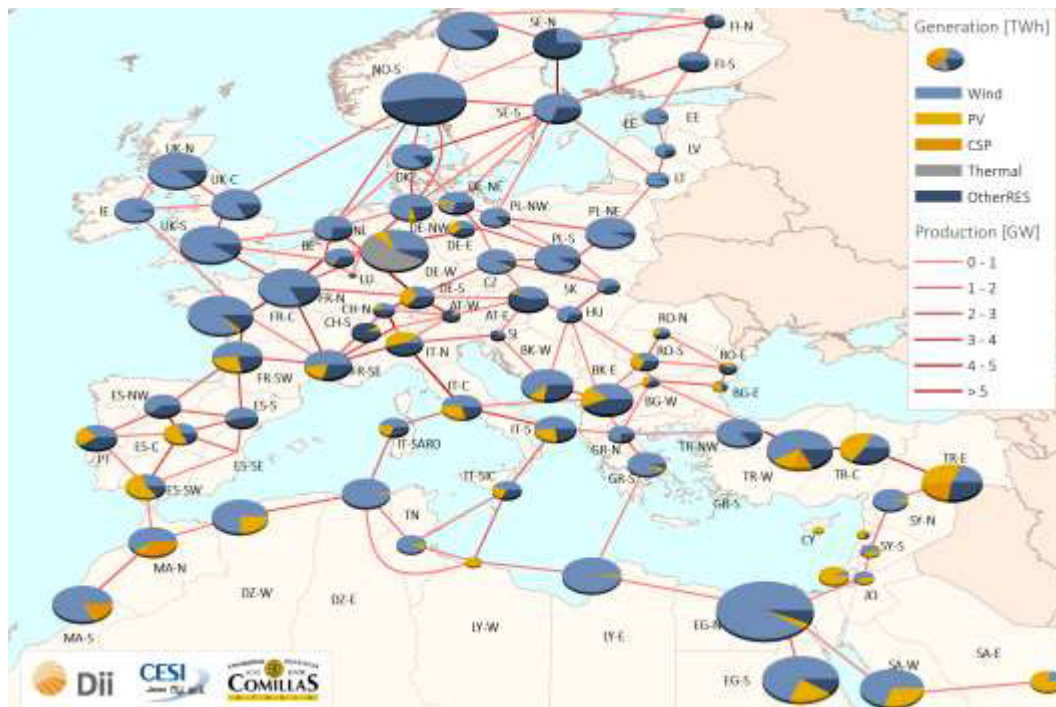 Generation [TWh]
Wind
PV
CSP
Thermal
OtherRES
Production [GW]
0 - 1
1 - 2
2 - 3
3 - 4
4 - 5
> 5
SE-N
FI-N
NO-S
FI-S
SE-S
EE
EE
UK-N
LV
UK-C
DK
LT
DE-NE
IE
PL-NW
PL-NE
UK-S
NL
DE-NW
BE
DE-E
PL-S
LU
DE-W
CZ
SK
FR-N
DE-S
CH-N
AT-W
FR-C
CH-S
AT-E
HU
SI
RO-N
IT-N
BK-W
RO-S
FR-SW
FR-SE
BK-E
RO-E
ES-NW
IT-C
BG-W
BG-E
ES-S
ES-C
IT-SARD
IT-S
PT
GR-N
TR-NW
ES-SE
TR-C
TR-E
ES-SW
IT-SIC
GR-S
TR-W
GR-S
TN
SY-N
CY
SY-S
MA-N
JO
DZ-W
DZ-E
LY-W
LY-E
MA-S
EG-N
SA-E
SA-W
EG-S
Dii
CESI
COMILLAS